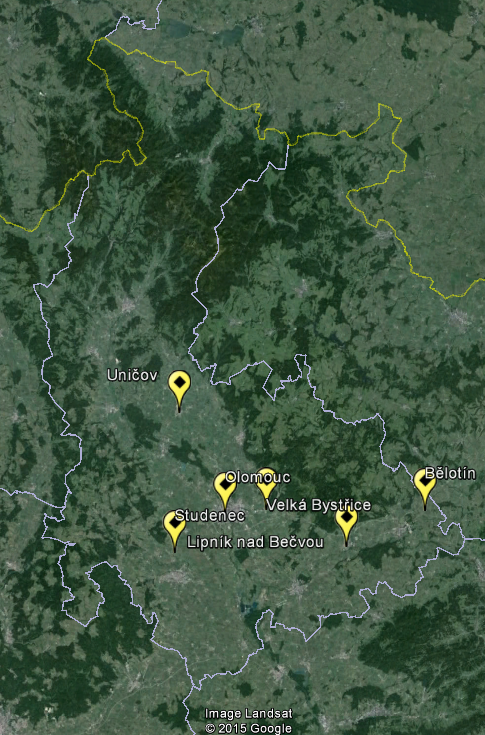 Uničov
Olomouc
Bělotín
Velká Bystřice
Studenec
Lipník nad Bečvou
Image Landsat
© 2015 Google